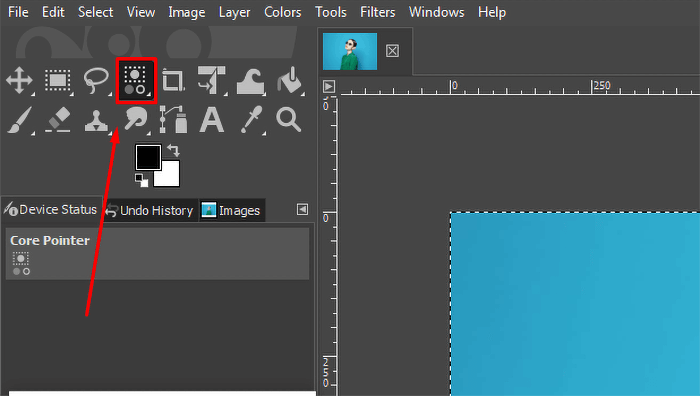 File Edit Select View Image Layer Colors Tools Filters Windows Help
0 250
0
0
250
A
Device Status Undo History Images
Core Pointer